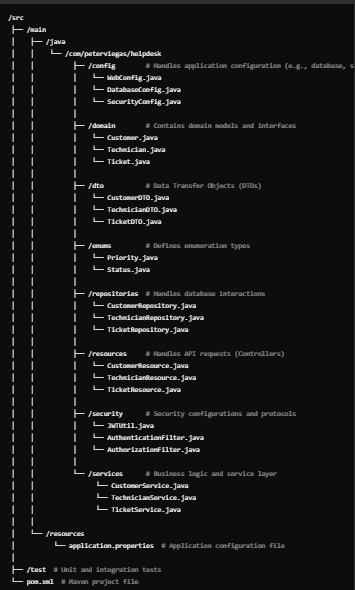 /src
├── /main
│   ├── /java
│   │   └── /com/peterviegas/helpdesk
│   │       ├── /config       # Handles application configuration (e.g., database, s
│   │       │   └── WebConfig.java
│   │       │   └── DatabaseConfig.java
│   │       │   └── SecurityConfig.java
│   │       │
│   │       ├── /domain       # Contains domain models and interfaces
│   │       │   └── Customer.java
│   │       │   └── Technician.java
│   │       │   └── Ticket.java
│   │       │
│   │       ├── /dto          # Data Transfer Objects (DTOs)
│   │       │   └── CustomerDTO.java
│   │       │   └── TechnicianDTO.java
│   │       │   └── TicketDTO.java
│   │       │
│   │       ├── /enums        # Defines enumeration types
│   │       │   └── Priority.java
│   │       │   └── Status.java
│   │       │
│   │       ├── /repositories # Handles database interactions
│   │       │   └── CustomerRepository.java
│   │       │   └── TechnicianRepository.java
│   │       │   └── TicketRepository.java
│   │       │
│   │       ├── /resources    # Handles API requests (Controllers)
│   │       │   └── CustomerResource.java
│   │       │   └── TechnicianResource.java
│   │       │   └── TicketResource.java
│   │       │
│   │       ├── /security     # Security configurations and protocols
│   │       │   └── JWTUtil.java
│   │       │   └── AuthenticationFilter.java
│   │       │   └── AuthorizationFilter.java
│   │       │
│   │       └── /services     # Business logic and service layer
│   │            └── CustomerService.java
│   │            └── TechnicianService.java
│   │            └── TicketService.java
│   │
│   └── /resources
│        └── application.properties  # Application configuration file
│
├── /test  # Unit and integration tests
└── pom.xml  # Maven project file